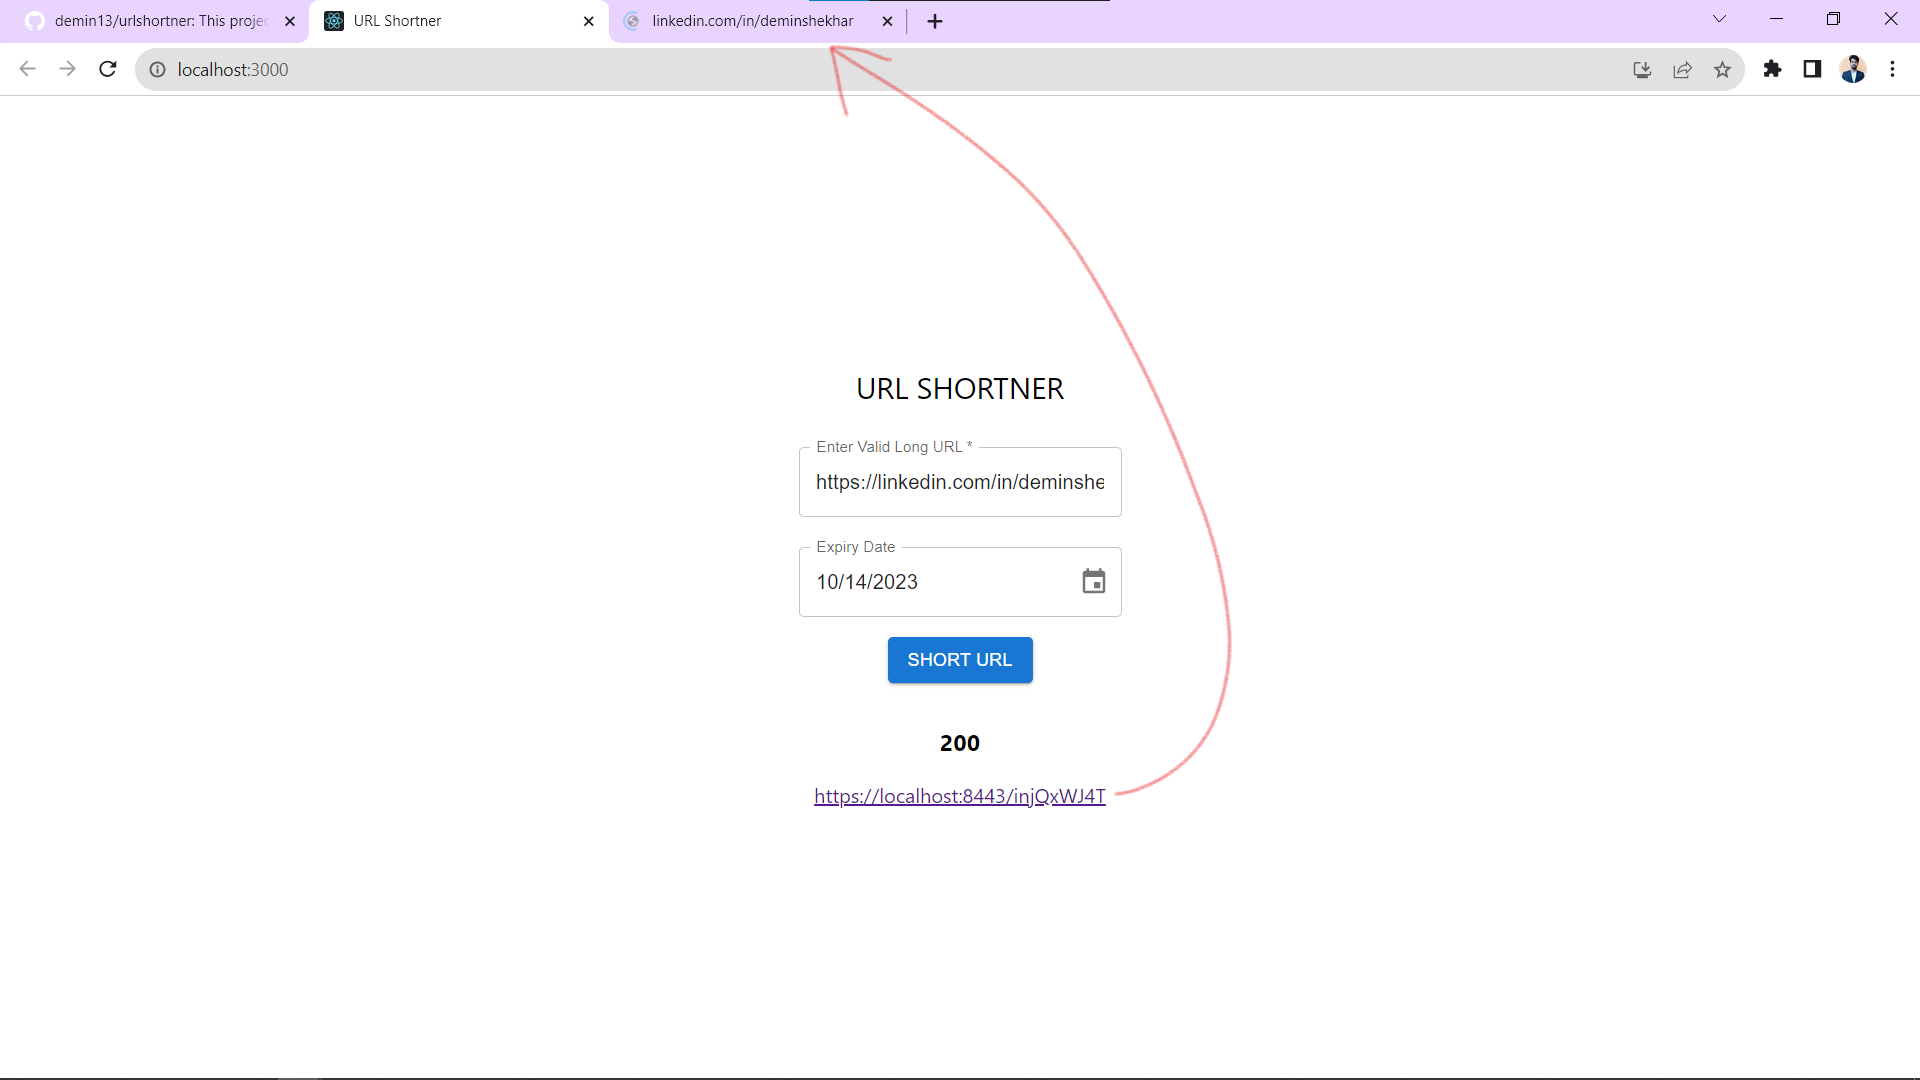 demin13/urlshortner: This projec
URL Shortner
linkedin.com/in/deminshekhar
localhost:3000
URL SHORTNER
Enter Valid Long URL *
https://linkedin.com/in/deminshe
Expiry Date
10/14/2023
SHORT URL
200
https://localhost:8443/injQxWJ4T